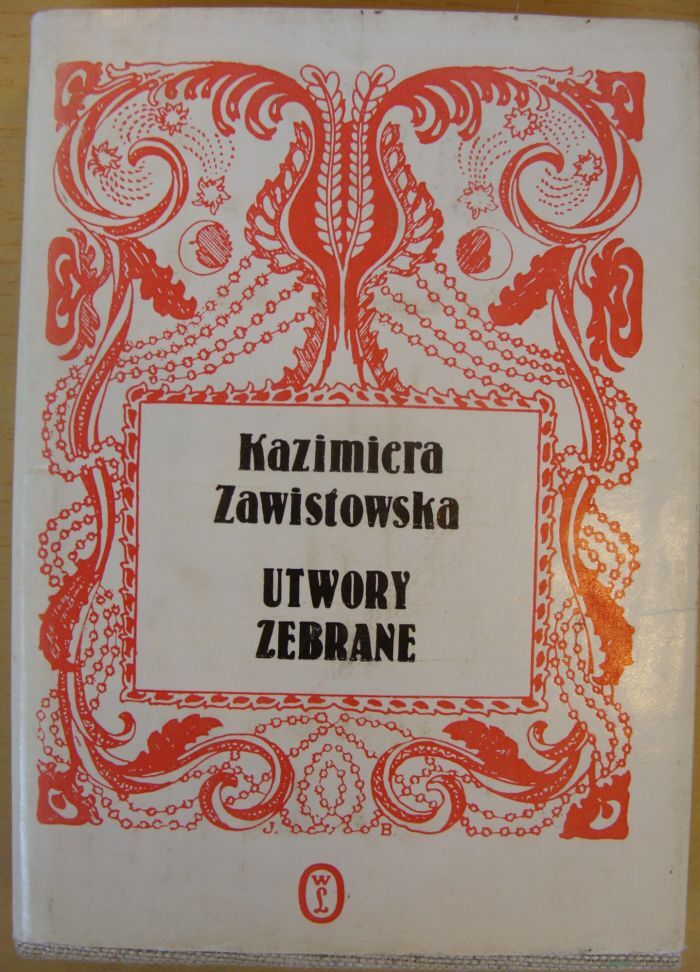 Kazimiera
Zawistowska
UTWORY
ZEBRANE
J. B
WL